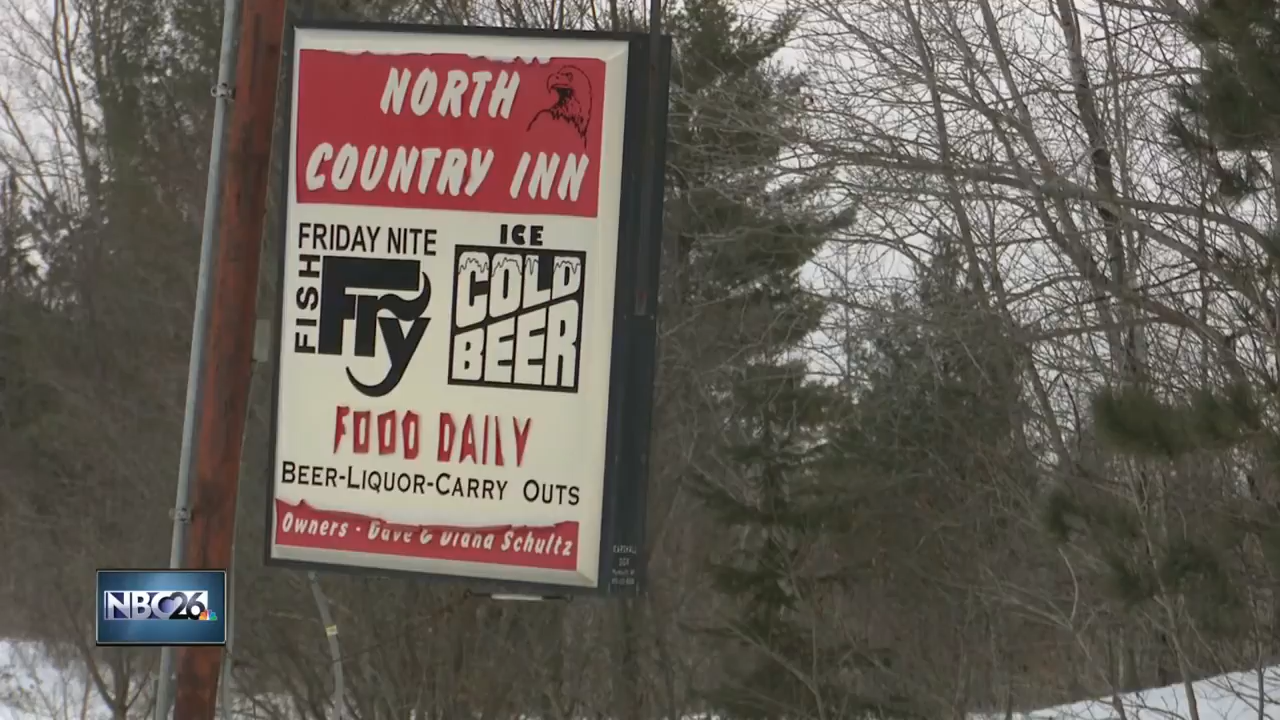 NORTH
COUNTRY INN
FRIDAY NITE
FISH Fry
ICE
COLD
BEER
FOOD DAILY
BEER-LIQUOR-CARRY OUTS
Owners - Dave & Diana Schultz
NBC26